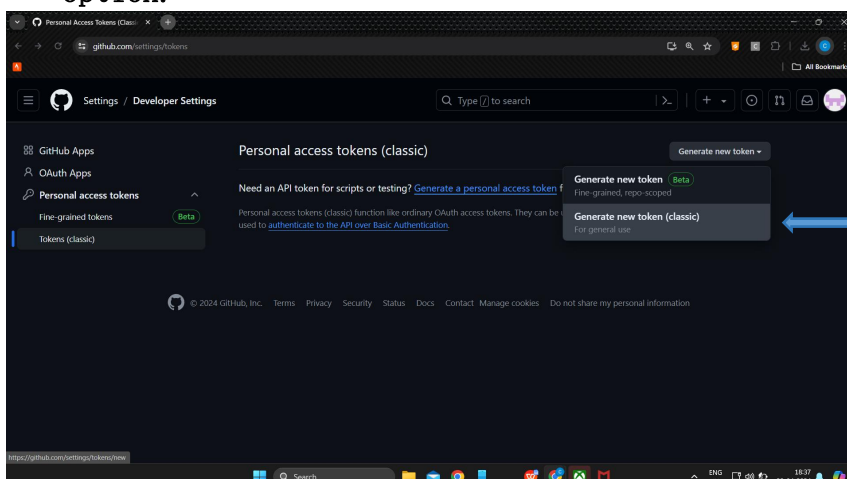 option.
Personal Access Tokens (Classi
github.com/settings/tokens
All Bookmarks
Settings / Developer Settings
Type / to search
GitHub Apps
OAuth Apps
Personal access tokens
Fine-grained tokens Beta
Tokens (classic)
Personal access tokens (classic)
Generate new token
Need an API token for scripts or testing? Generate a personal access token f
Personal access tokens (classic) function like ordinary OAuth access tokens. They can be u
used to authenticate to the API over Basic Authentication.
Generate new token Beta
Fine-grained, repo-scoped
Generate new token (classic)
For general use
© 2024 GitHub, Inc. Terms Privacy Security Status Docs Contact Manage cookies Do not share my personal information
https://github.com/settings/tokens/new
Search
ENG
18:37